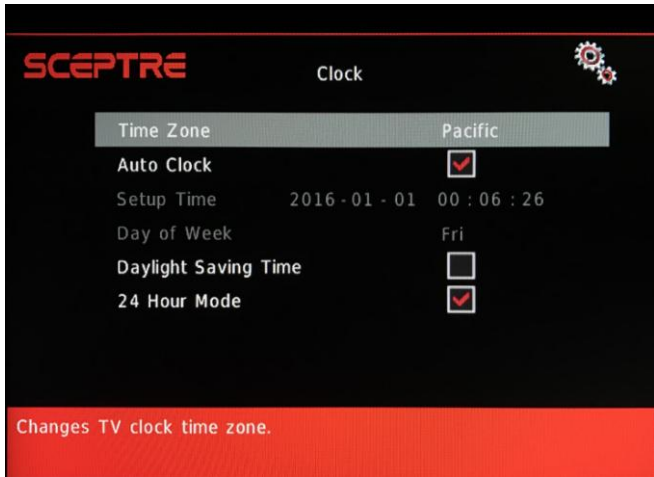 SCEPTRE
Clock
Time Zone Pacific
Auto Clock
Setup Time 2016-01-01 00:06:26
Day of Week Fri
Daylight Saving Time
24 Hour Mode
Changes TV clock time zone.